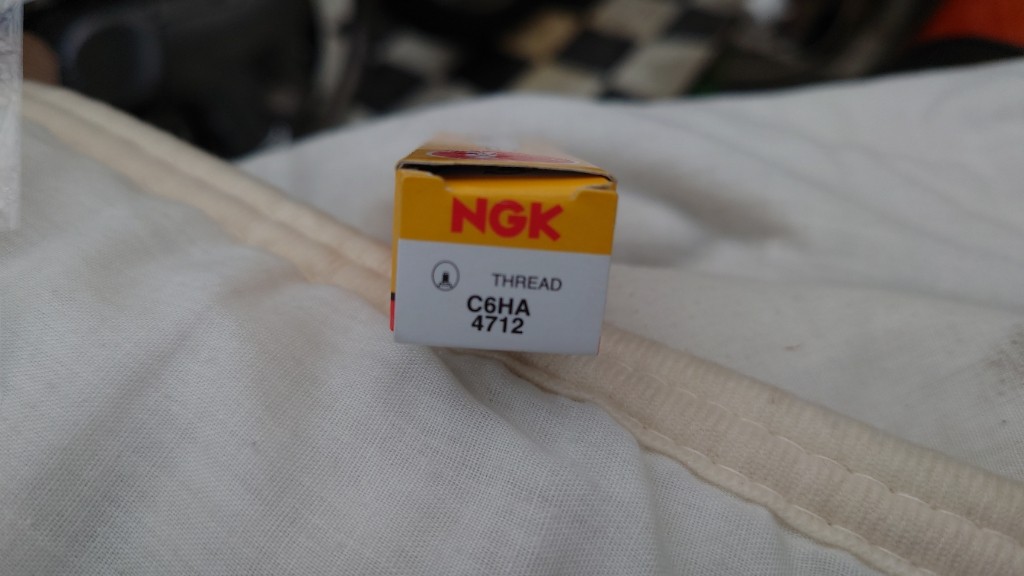 NGK
THREAD
C6HA
4712